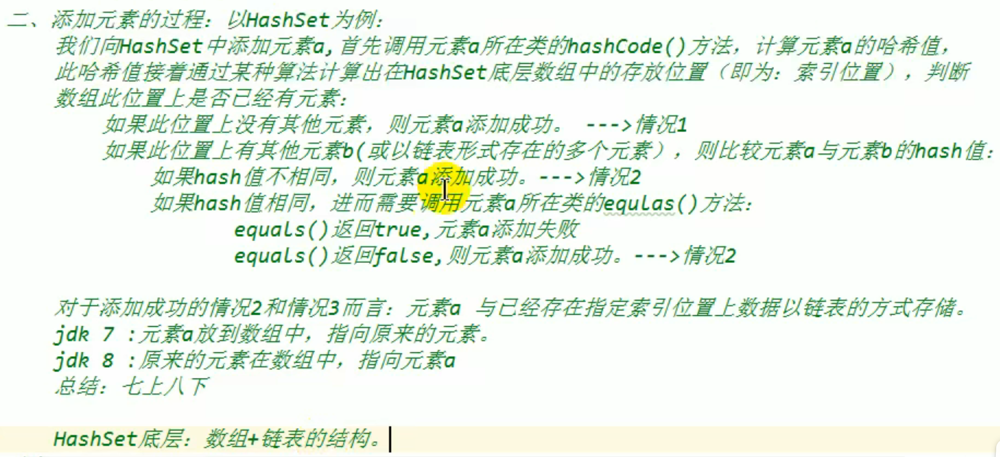 二、添加元素的过程：以HashSet为例：
我们向HashSet中添加元素a,首先调用元素a所在类的hashCode()方法，计算元素a的哈希值，
此哈希值接着通过某种算法计算出在HashSet底层数组中的存放位置（即为：索引位置），判断
数组此位置上是否已经有元素：
如果此位置上没有其他元素，则元素a添加成功。 --->情况1
如果此位置上有其他元素b(或以链表形式存在的多个元素），则比较元素a与元素b的hash值：
如果hash值不相同，则元素a添加成功。--->情况2
如果hash值相同，进而需要调用元素a所在类的equlas()方法：
equals()返回true,元素a添加失败
equals()返回false,则元素a添加成功。--->情况2
对于添加成功的情况2和情况3而言：元素a 与已经存在指定索引位置上数据以链表的方式存储。
jdk 7 :元素a放到数组中，指向原来的元素。
jdk 8 :原来的元素在数组中，指向元素a
总结：七上八下
HashSet底层：数组+链表的结构。